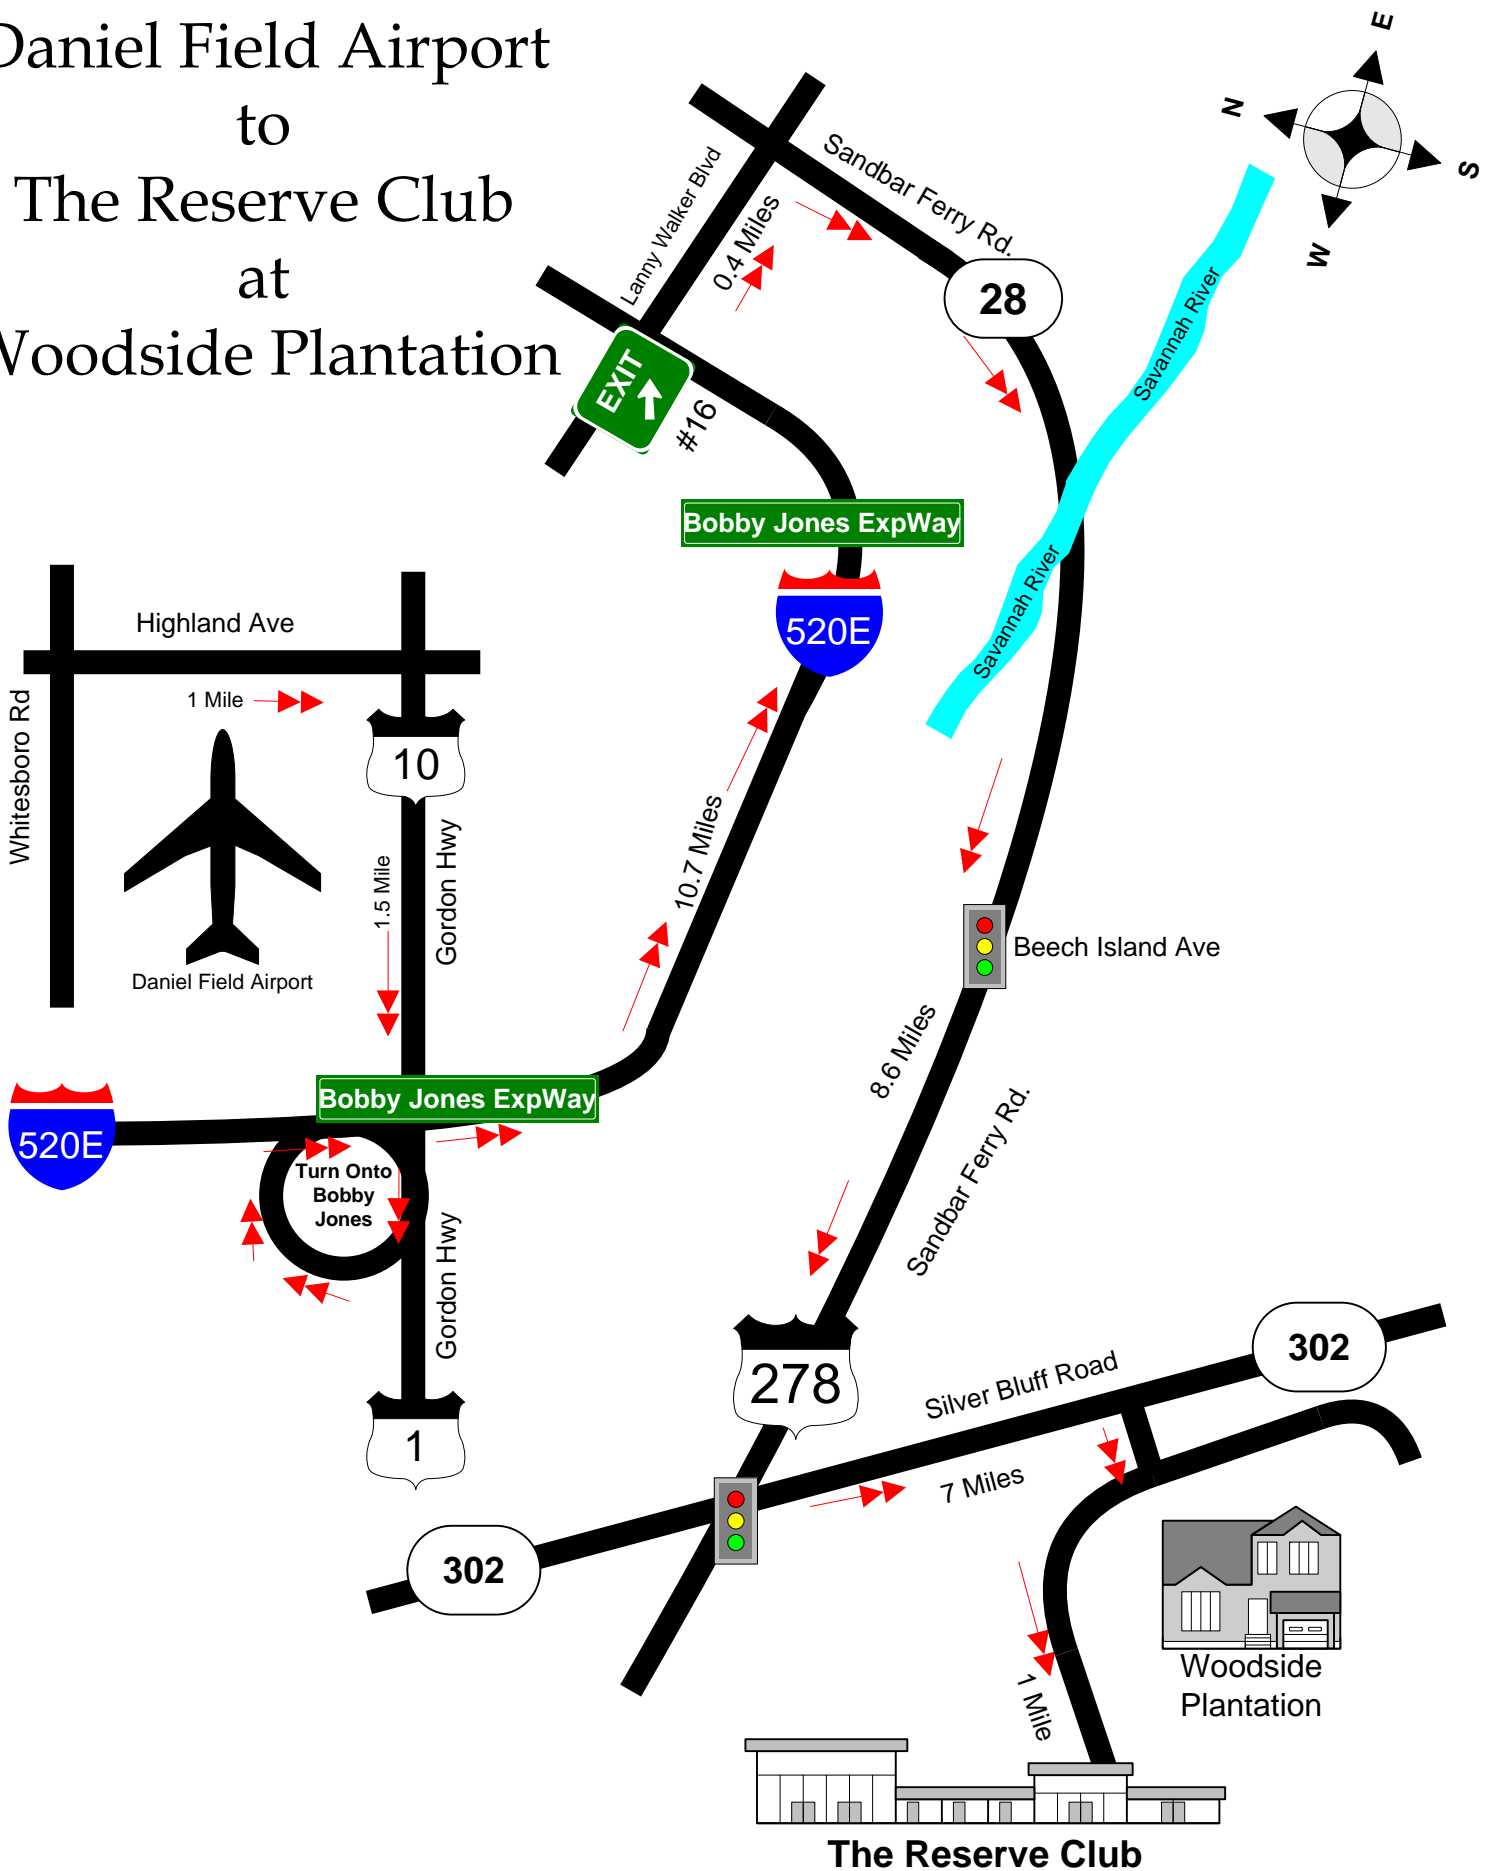 Daniel Field Airport
to
The Reserve Club
at
Woodside Plantation
E
N
S
W
Sandbar Ferry Rd.
Lanny Walker Blvd
0.4 Miles
28
EXIT
#16
Savannah River
Bobby Jones ExpWay
520E
Savannah River
Highland Ave
1 Mile
Whitesboro Rd
10
10.7 Miles
1.5 Mile
Gordon Hwy
Daniel Field Airport
Beech Island Ave
8.6 Miles
Bobby Jones ExpWay
520E
Turn Onto
Bobby
Jones
Sandbar Ferry Rd.
Gordon Hwy
278
1
Silver Bluff Road
302
7 Miles
302
Woodside
Plantation
1 Mile
The Reserve Club